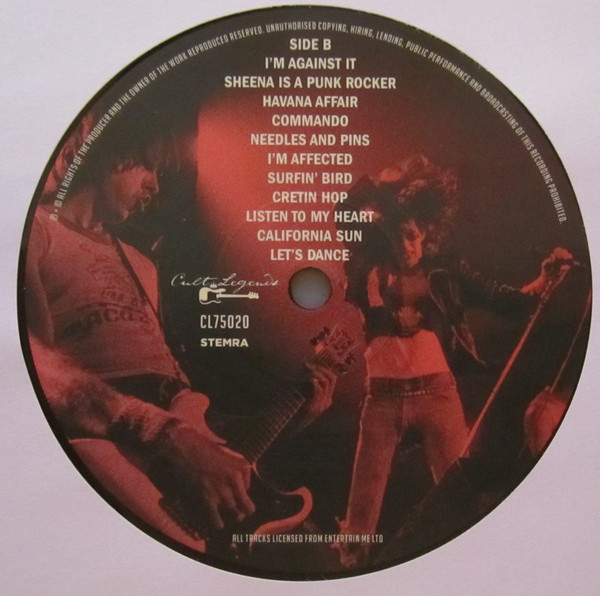 ℗ + © ALL RIGHTS OF THE PRODUCER AND THE OWNER OF THE WORK REPRODUCED RESERVED. UNAUTHORISED COPYING, HIRING, LENDING, PUBLIC PERFORMANCE AND BROADCASTING OF THIS RECORDING PROHIBITED.
SIDE B
I'M AGAINST IT
SHEENA IS A PUNK ROCKER
HAVANA AFFAIR
COMMANDO
NEEDLES AND PINS
I'M AFFECTED
SURFIN' BIRD
CRETIN HOP
LISTEN TO MY HEART
CALIFORNIA SUN
LET'S DANCE
Cult Legends
CL75020
STEMRA
ALL TRACKS LICENSED FROM ENTERTAIN ME LTD